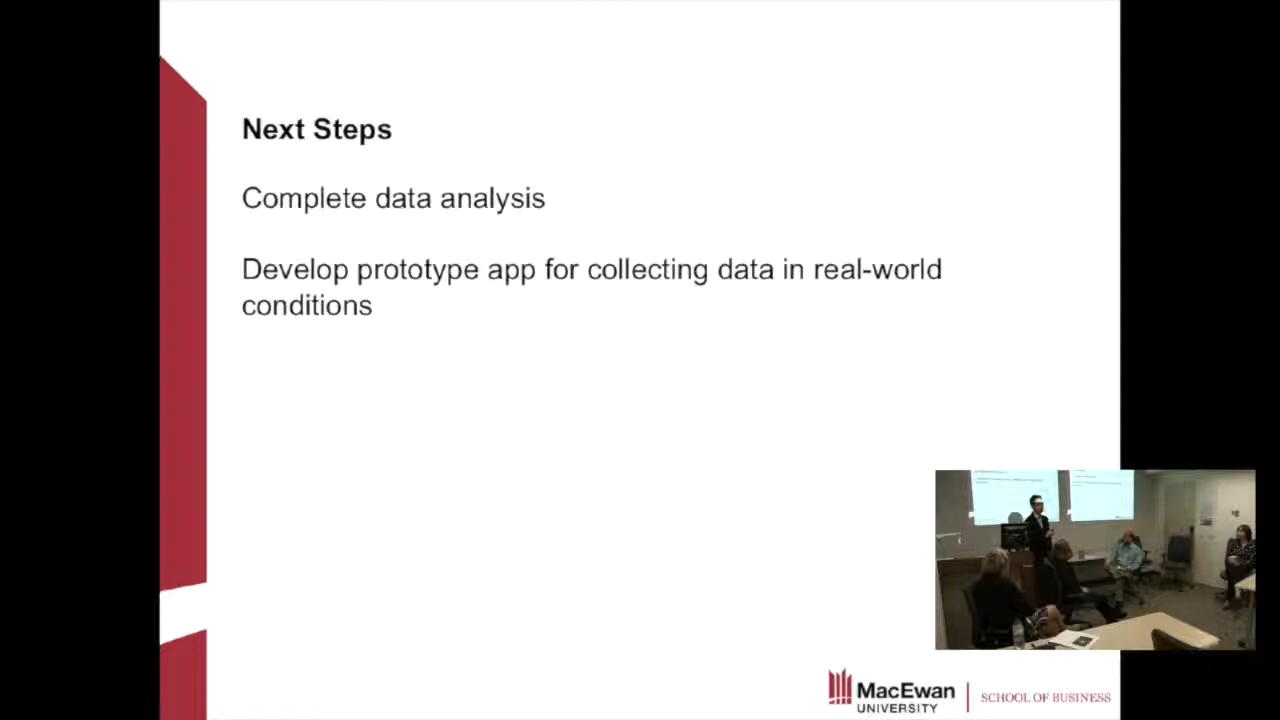 Next Steps
Complete data analysis
Develop prototype app for collecting data in real-world
conditions
MacEwan
UNIVERSITY
SCHOOL OF BUSINESS